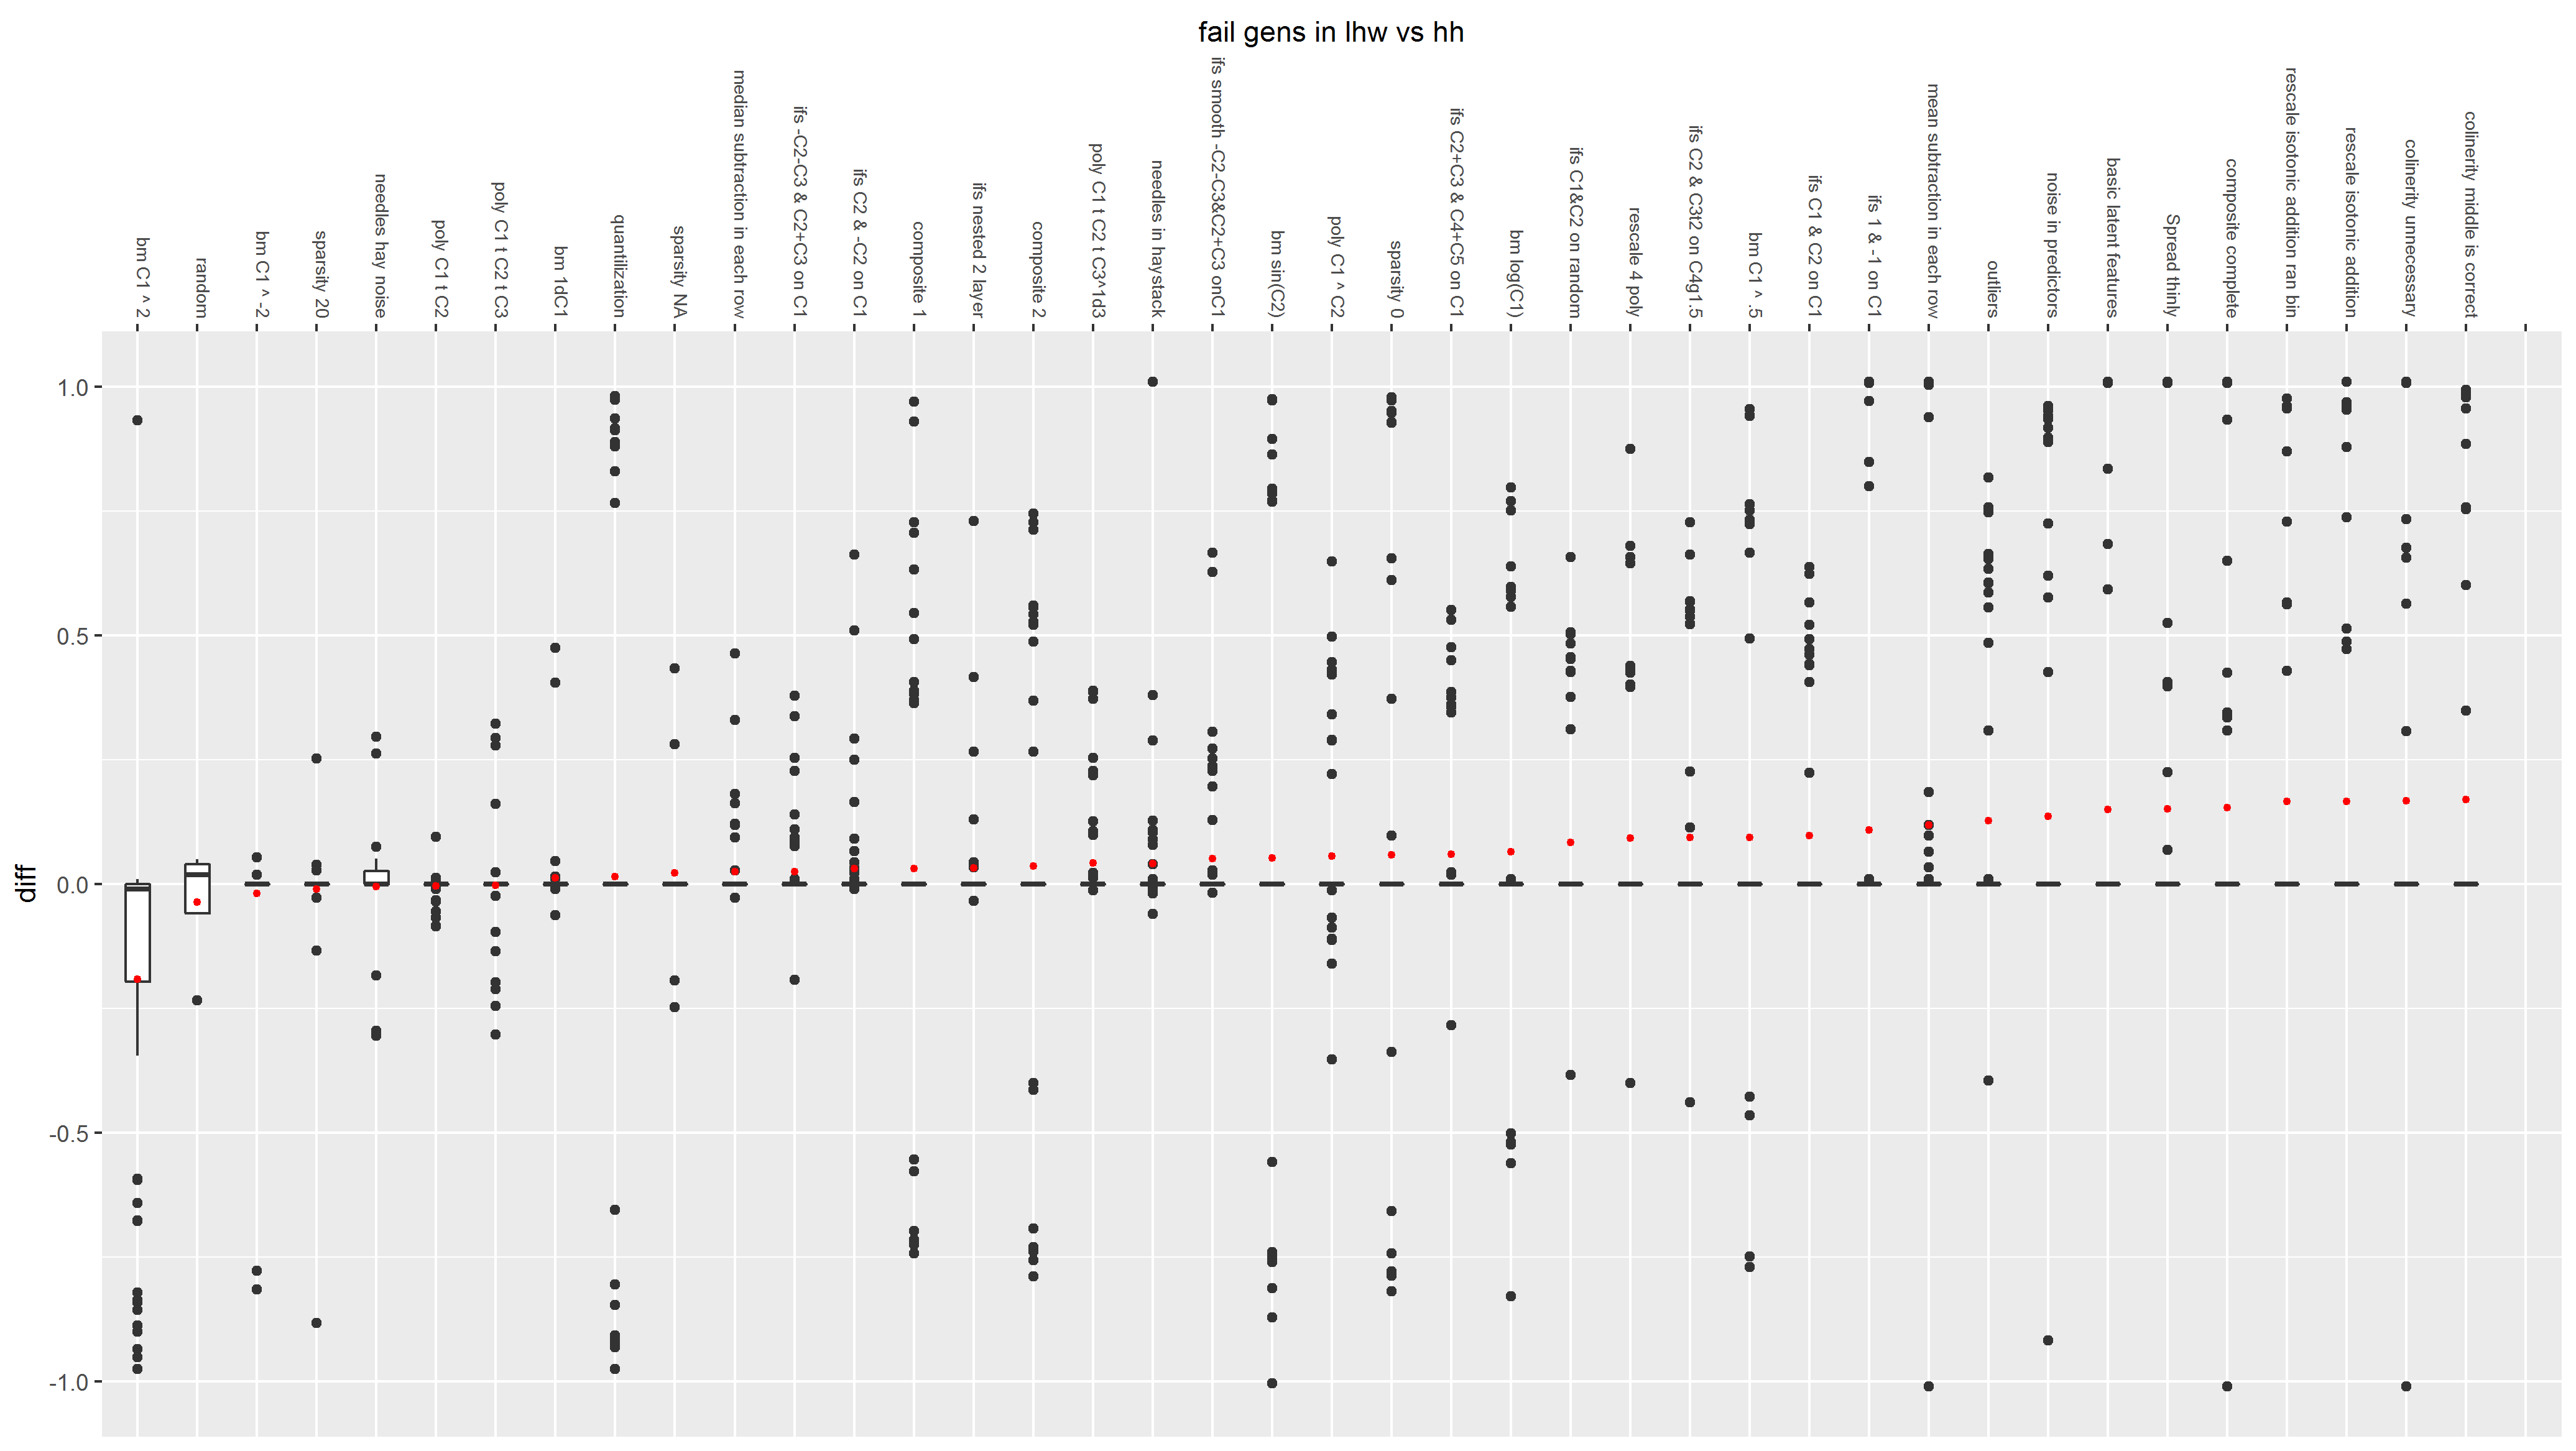 fail gens in lhw vs hh
bm C1 ^ 2
random
bm C1 ^ -2
sparsity 20
needles hay noise
poly C1 t C2
poly C1 t C2 t C3
bm 1dC1
quantilization
sparsity NA
median subtraction in each row
ifs -C2-C3 & C2+C3 on C1
ifs C2 & -C2 on C1
composite 1
ifs nested 2 layer
composite 2
poly C1 t C2 t C3^1d3
needles in haystack
ifs smooth -C2-C3&C2+C3 onC1
bm sin(C2)
poly C1 ^ C2
sparsity 0
ifs C2+C3 & C4+C5 on C1
bm log(C1)
ifs C1&C2 on random
rescale 4 poly
ifs C2 & C3t2 on C4g1.5
bm C1 ^ .5
ifs C1 & C2 on C1
ifs 1 & -1 on C1
mean subtraction in each row
outliers
noise in predictors
basic latent features
Spread thinly
composite complete
rescale isotonic addition ran bin
rescale isotonic addition
colinerity unnecessary
colinerity middle is correct
1.0
0.5
0.0
-0.5
-1.0
diff